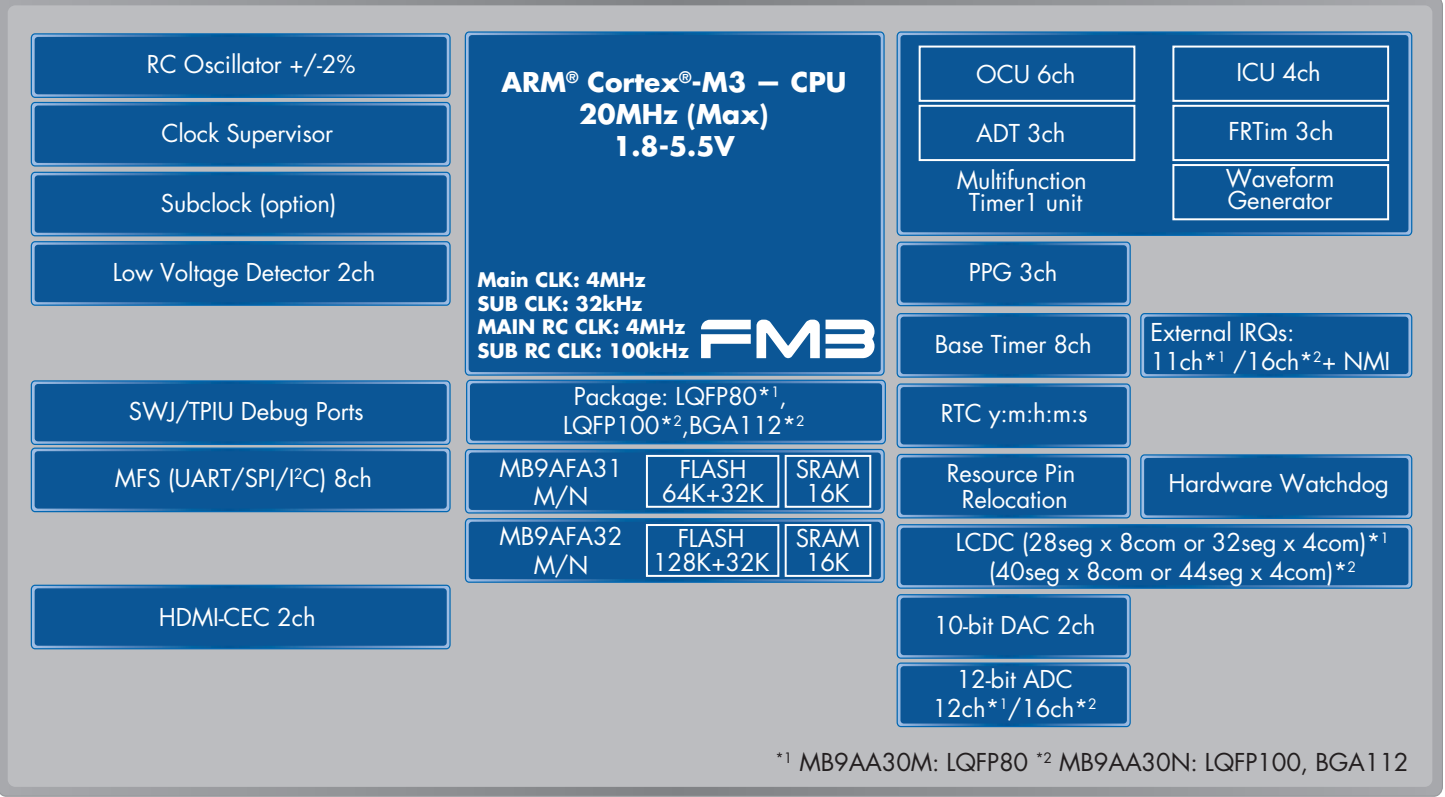 RC Oscillator +/-2%
Clock Supervisor
Subclock (option)
Low Voltage Detector 2ch
SWJ/TPIU Debug Ports
MFS (UART/SPI/I²C) 8ch
HDMI-CEC 2ch
ARM® Cortex®-M3 – CPU
20MHz (Max)
1.8-5.5V
Main CLK: 4MHz
SUB CLK: 32kHz
MAIN RC CLK: 4MHz
SUB RC CLK: 100kHz
FM3
Package: LQFP80*¹,
LQFP100*²,BGA112*²
MB9AFA31
M/N
FLASH
64K+32K
SRAM
16K
MB9AFA32
M/N
FLASH
128K+32K
SRAM
16K
OCU 6ch
ICU 4ch
ADT 3ch
FRTim 3ch
Multifunction
Timer1 unit
Waveform
Generator
PPG 3ch
Base Timer 8ch
External IRQs:
11ch*¹ /16ch*²+ NMI
RTC y:m:h:m:s
Resource Pin
Relocation
Hardware Watchdog
LCDC (28seg x 8com or 32seg x 4com)*¹
(40seg x 8com or 44seg x 4com)*²
10-bit DAC 2ch
12-bit ADC
12ch*¹/16ch*²
*¹ MB9AA30M: LQFP80 *² MB9AA30N: LQFP100, BGA112